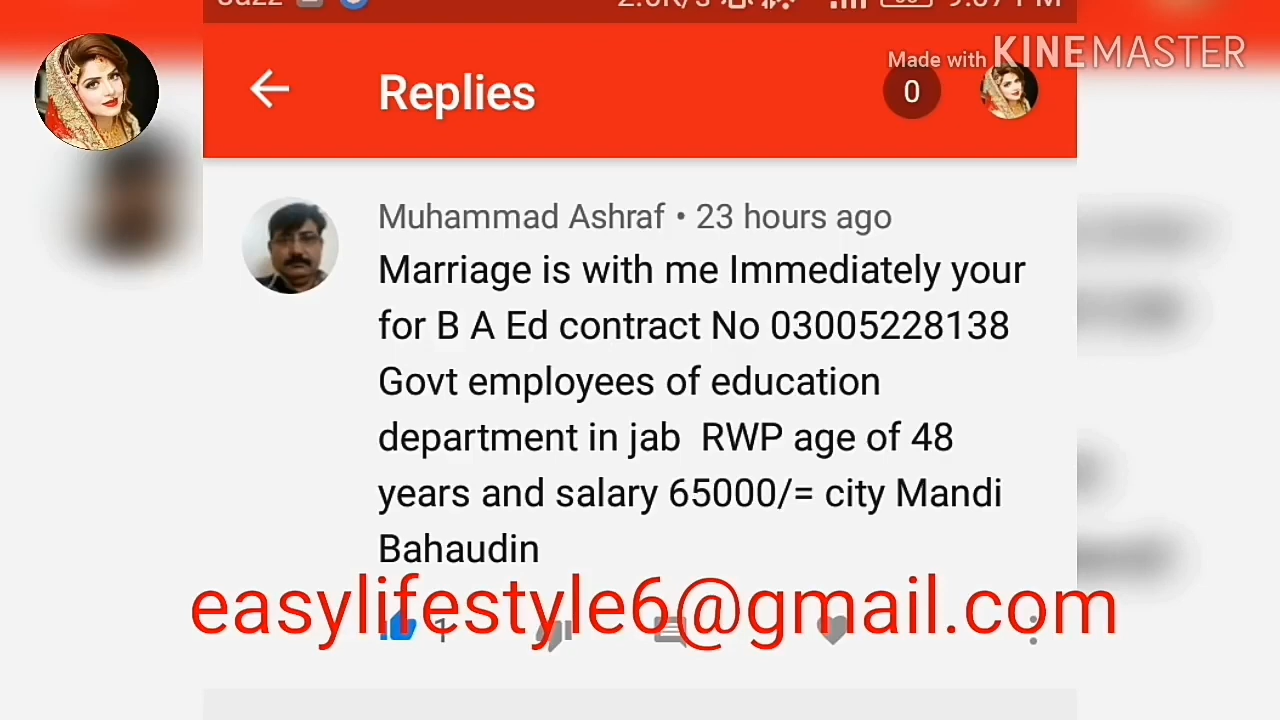 Made with KINEMASTER
Replies
0
Muhammad Ashraf • 23 hours ago
Marriage is with me Immediately your
for B A Ed contract No 03005228138
Govt employees of education
department in jab RWP age of 48
years and salary 65000/= city Mandi
Bahaudin
easylifestyle6@gmail.com
1